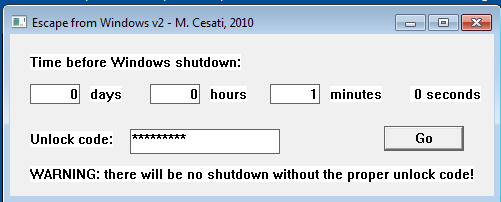 Escape from Windows v2 - M. Cesati, 2010
Time before Windows shutdown:
0 days 0 hours 1 minutes 0 seconds
Unlock code: ********* Go
WARNING: there will be no shutdown without the proper unlock code!